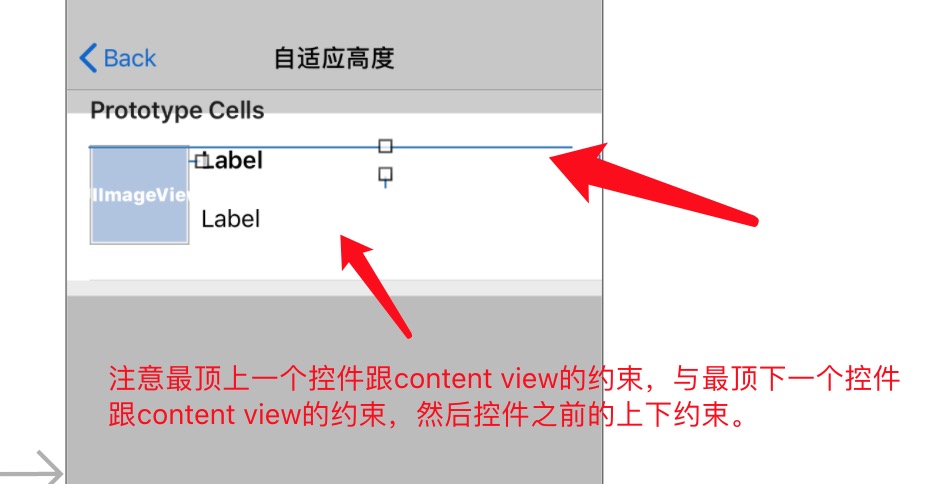 Back
自适应高度
Prototype Cells
Label
IImageVie
Label
注意最顶上一个控件跟content view的约束，与最顶下一个控件
跟content view的约束，然后控件之前的上下约束。